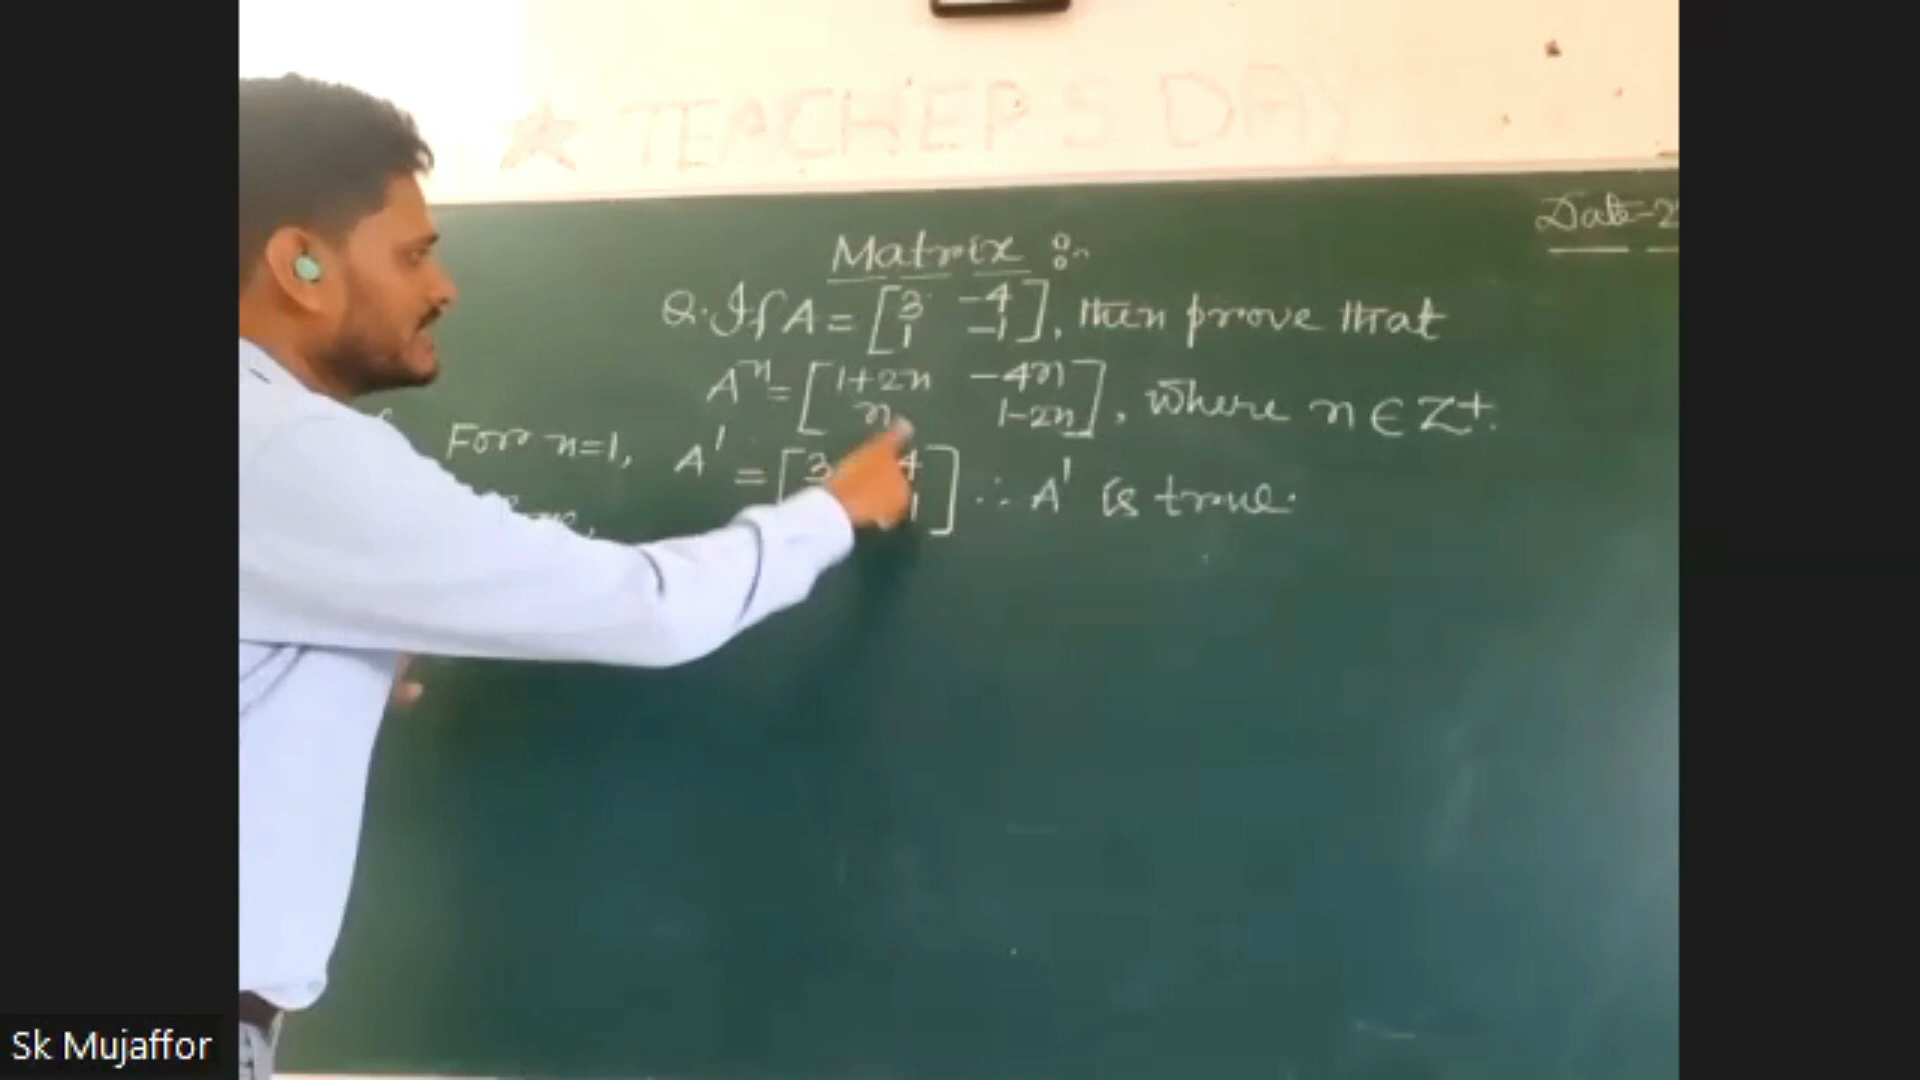 ★ TEACHER'S DAY
Date-2
Matrix :-
Q. If A = [3 -4], then prove that
1 -1
Aⁿ = [1+2n -4n], where n ∈ Z+.
n 1-2n
For n=1, A¹ = [3 4] ∴ A¹ is true.
1
Sk Mujaffor